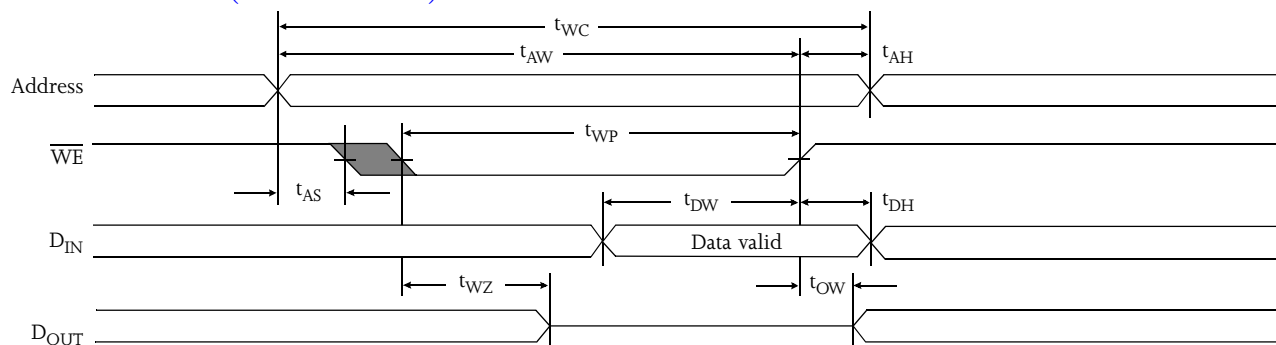 tWC
tAW
tAH
Address
tWP
WE
tAS
tDW
tDH
DIN
Data valid
tWZ
tOW
DOUT